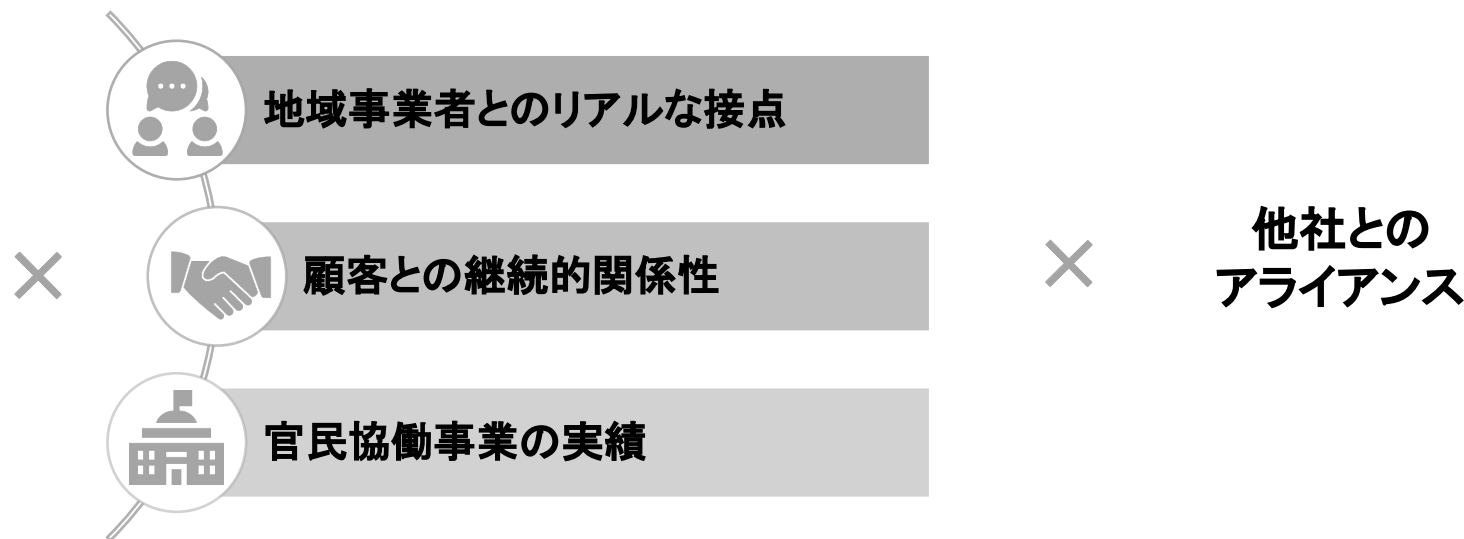 地域事業者とのリアルな接点
×
顧客との継続的関係性
×
他社との
アライアンス
官民協働事業の実績